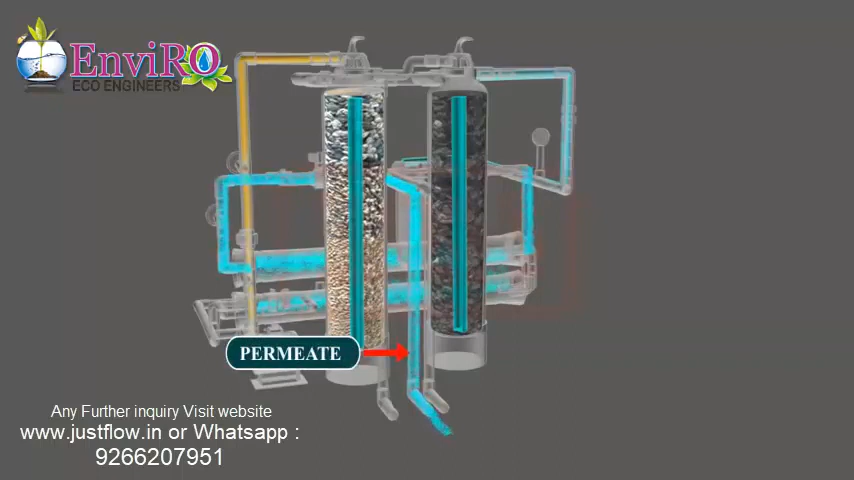 EnviRO
ECO ENGINEERS
PERMEATE
Any Further inquiry Visit website
www.justflow.in or Whatsapp :
9266207951